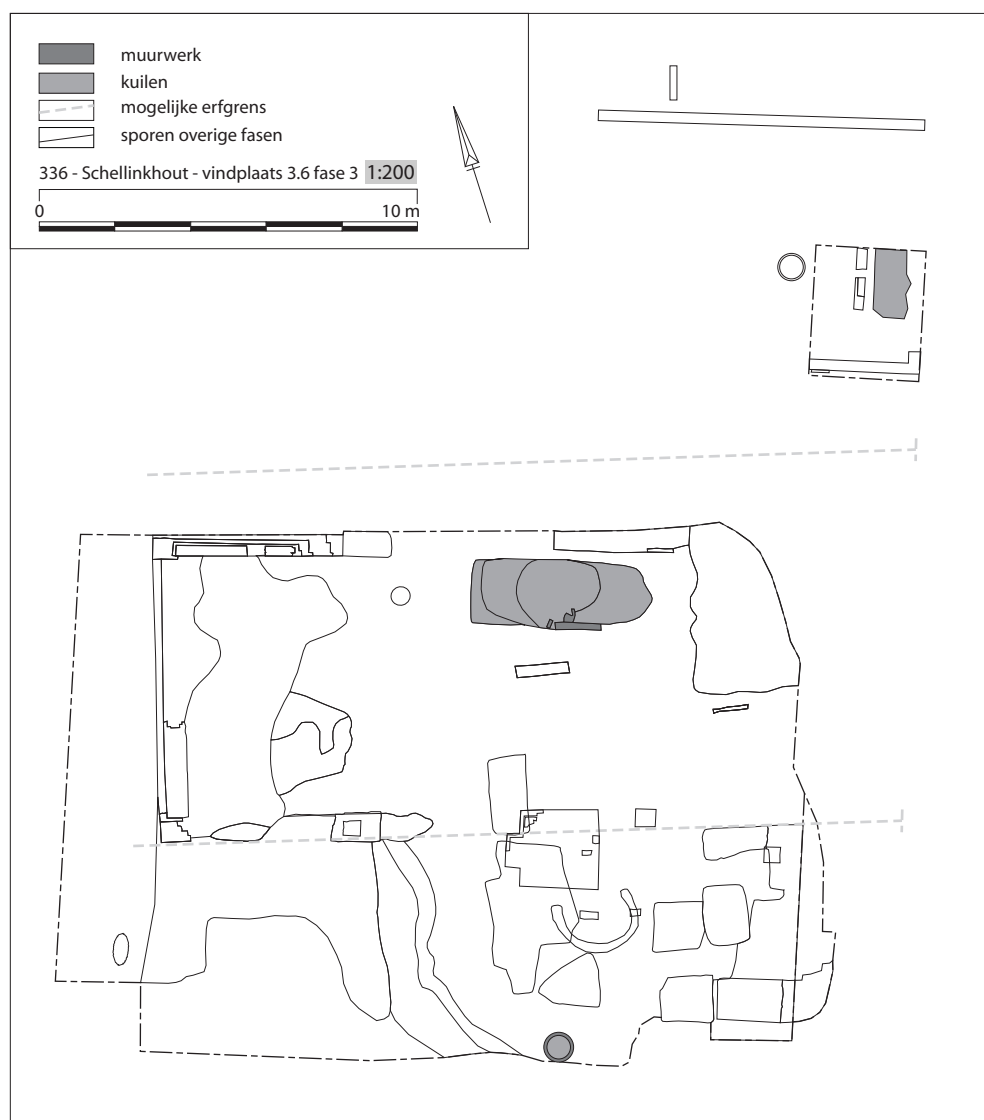 muurwerk
kuilen
mogelijke erfgrens
sporen overige fasen
336 - Schellinkhout - vindplaats 3.6 fase 3 1:200
0 10 m